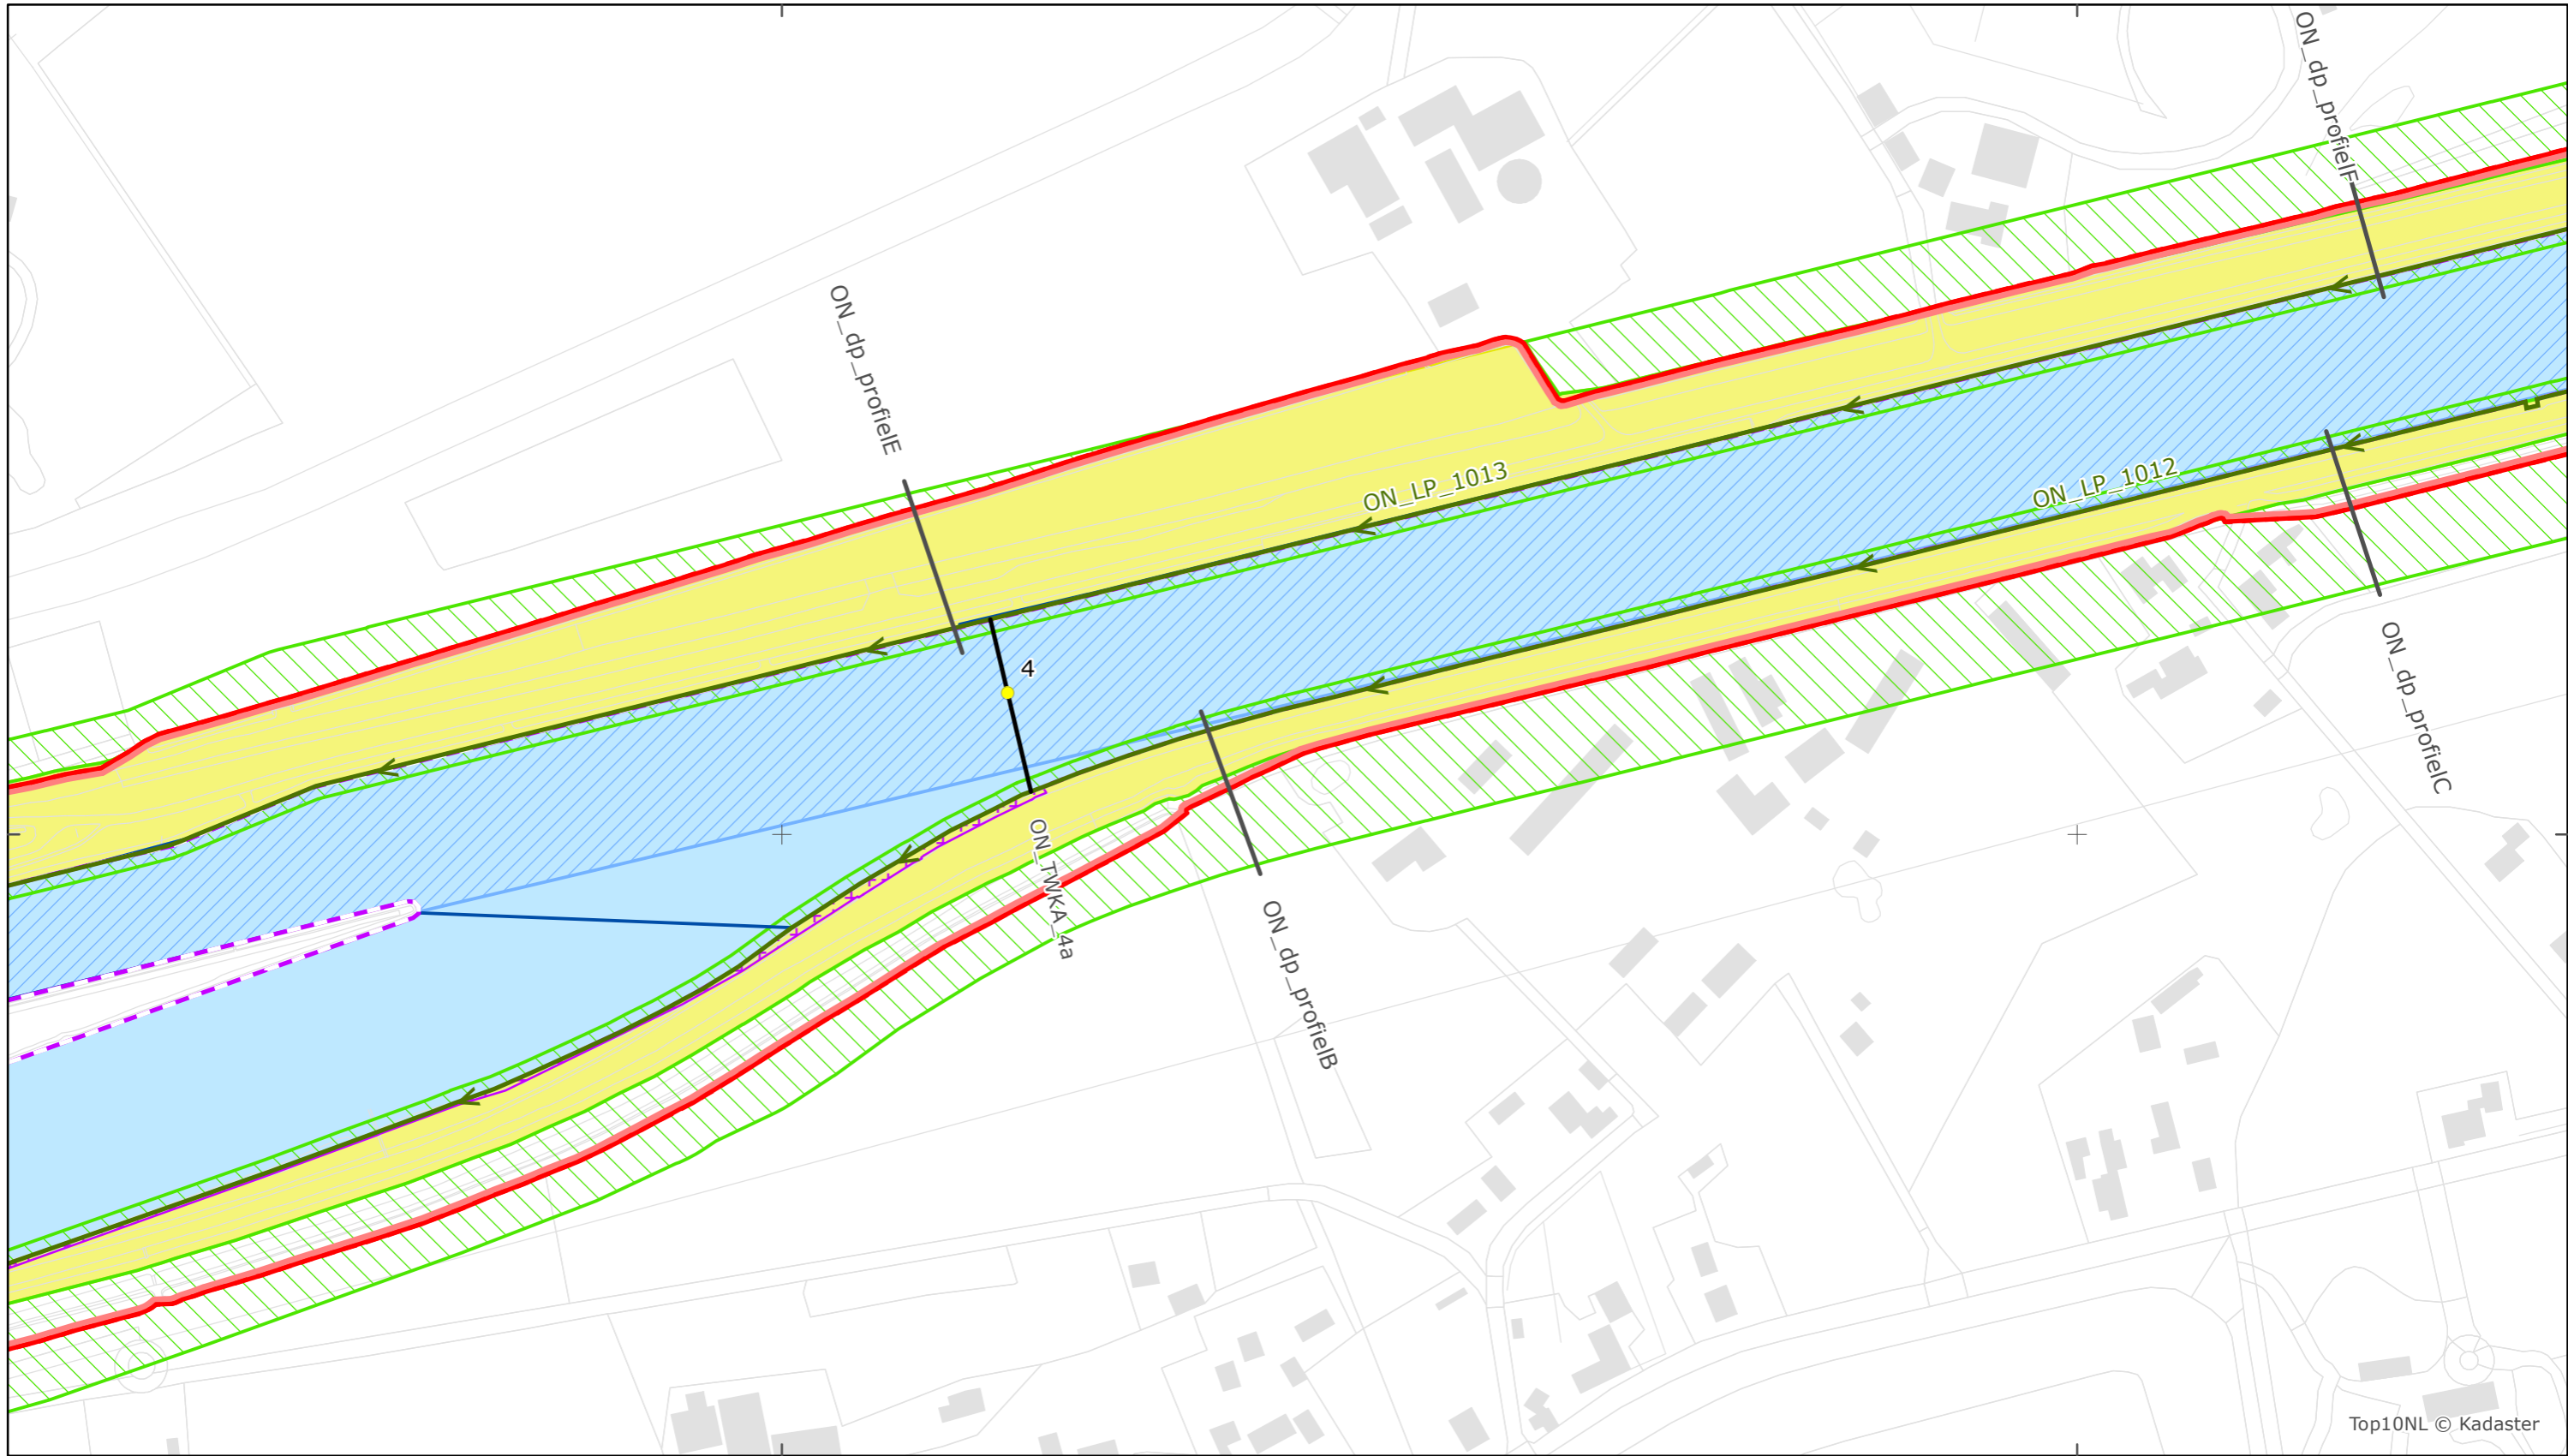 ON_dp_profielF
ON_dp_profielE
ON_LP_1013
ON_LP_1012
4
ON_dp_profielC
ON_TWKA_4a
ON_dp_profielB
Top10NL © Kadaster